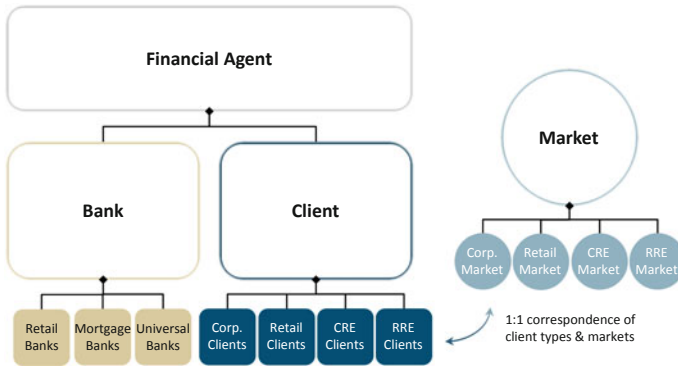 Financial Agent
Market
Bank
Client
Corp.
Market
Retail
Market
CRE
Market
RRE
Market
Retail
Banks
Mortgage
Banks
Universal
Banks
Corp.
Clients
Retail
Clients
CRE
Clients
RRE
Clients
1:1 correspondence of
client types & markets